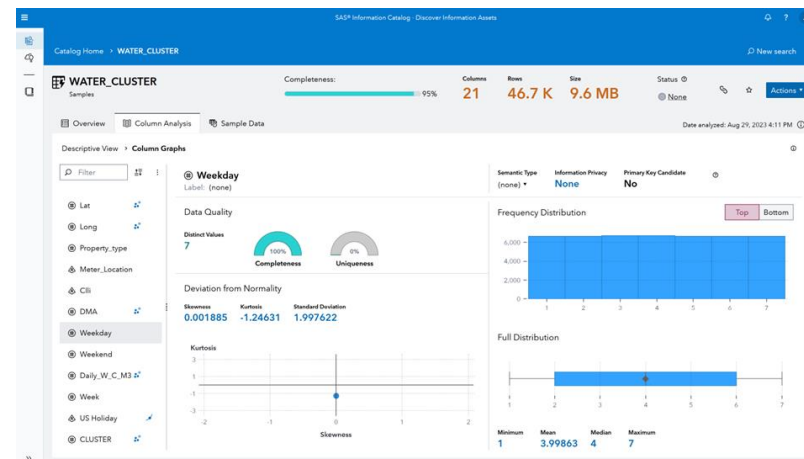 SAS® Information Catalog - Discover Information Assets
Catalog Home › WATER_CLUSTER
New search
WATER_CLUSTER
Samples
Completeness:
95%
Columns
21
Rows
46.7 K
Size
9.6 MB
Status
None
Actions
Overview
Column Analysis
Sample Data
Date analyzed: Aug 29, 2023 4:11 PM
Descriptive View › Column Graphs
Filter
Lat
Long
Property_type
Meter_Location
Clli
DMA
Weekday
Weekend
Daily_W_C_M3
Week
US Holiday
CLUSTER
Weekday
Label: (none)
Semantic Type
(none)
Information Privacy
None
Primary Key Candidate
No
Data Quality
Distinct Values
7
100%
Completeness
0%
Uniqueness
Deviation from Normality
Skewness
0.001885
Kurtosis
-1.24631
Standard Deviation
1.997622
Kurtosis
3
1
-1
-3
-2 -1 0 1 2
Skewness
Frequency Distribution
Top Bottom
6,000
4,000
2,000
0
1 2 3 4 5 6 7
Full Distribution
1 2 3 4 5 6 7
Minimum
1
Mean
3.99863
Median
4
Maximum
7